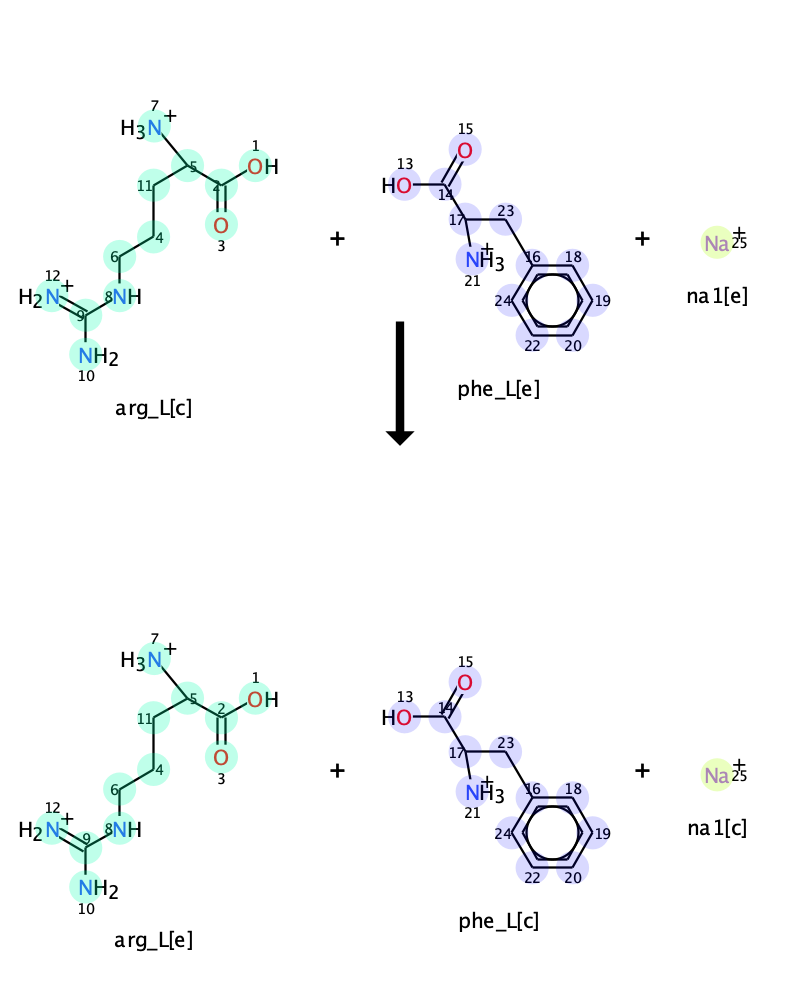 7
H3N+
15
O
1
OH
13
HO
5
2
11
14
O
3
17
23
+
+
Na+
25
4
6
NH3+
21
16
18
na1[e]
12
H2N+
8
NH
9
24
19
NH2
10
22
20
phe_L[e]
arg_L[c]
7
H3N+
15
O
1
OH
13
HO
5
2
11
14
O
3
17
23
+
+
Na+
25
4
6
NH3+
21
16
18
na1[c]
12
H2N+
8
NH
9
24
19
NH2
10
22
20
phe_L[c]
arg_L[e]